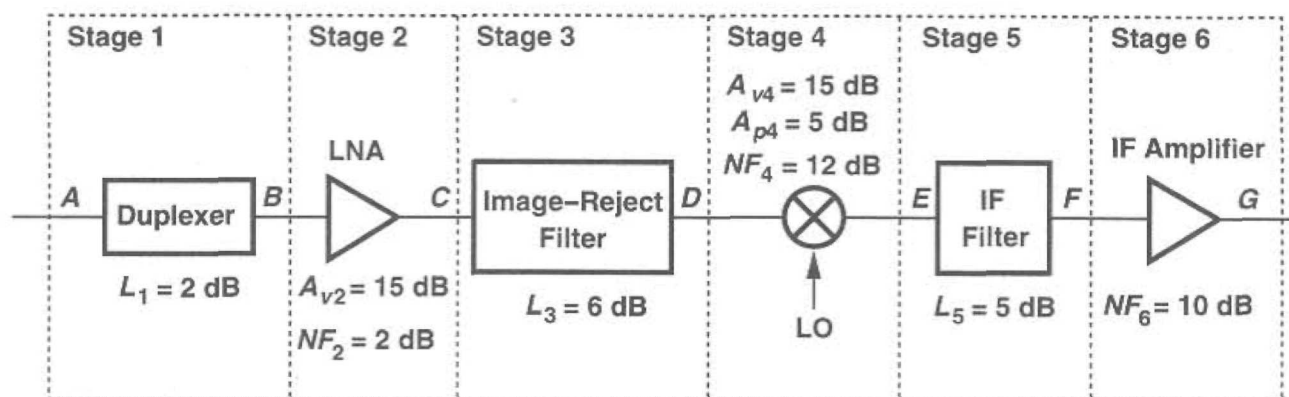 Stage 1
Stage 2
Stage 3
Stage 4
Stage 5
Stage 6
A_v4 = 15 dB
A_p4 = 5 dB
NF_4 = 12 dB
LNA
IF Amplifier
A
Duplexer
B
C
Image–Reject
Filter
D
E
IF
Filter
F
G
L_1 = 2 dB
A_v2 = 15 dB
NF_2 = 2 dB
L_3 = 6 dB
LO
L_5 = 5 dB
NF_6 = 10 dB